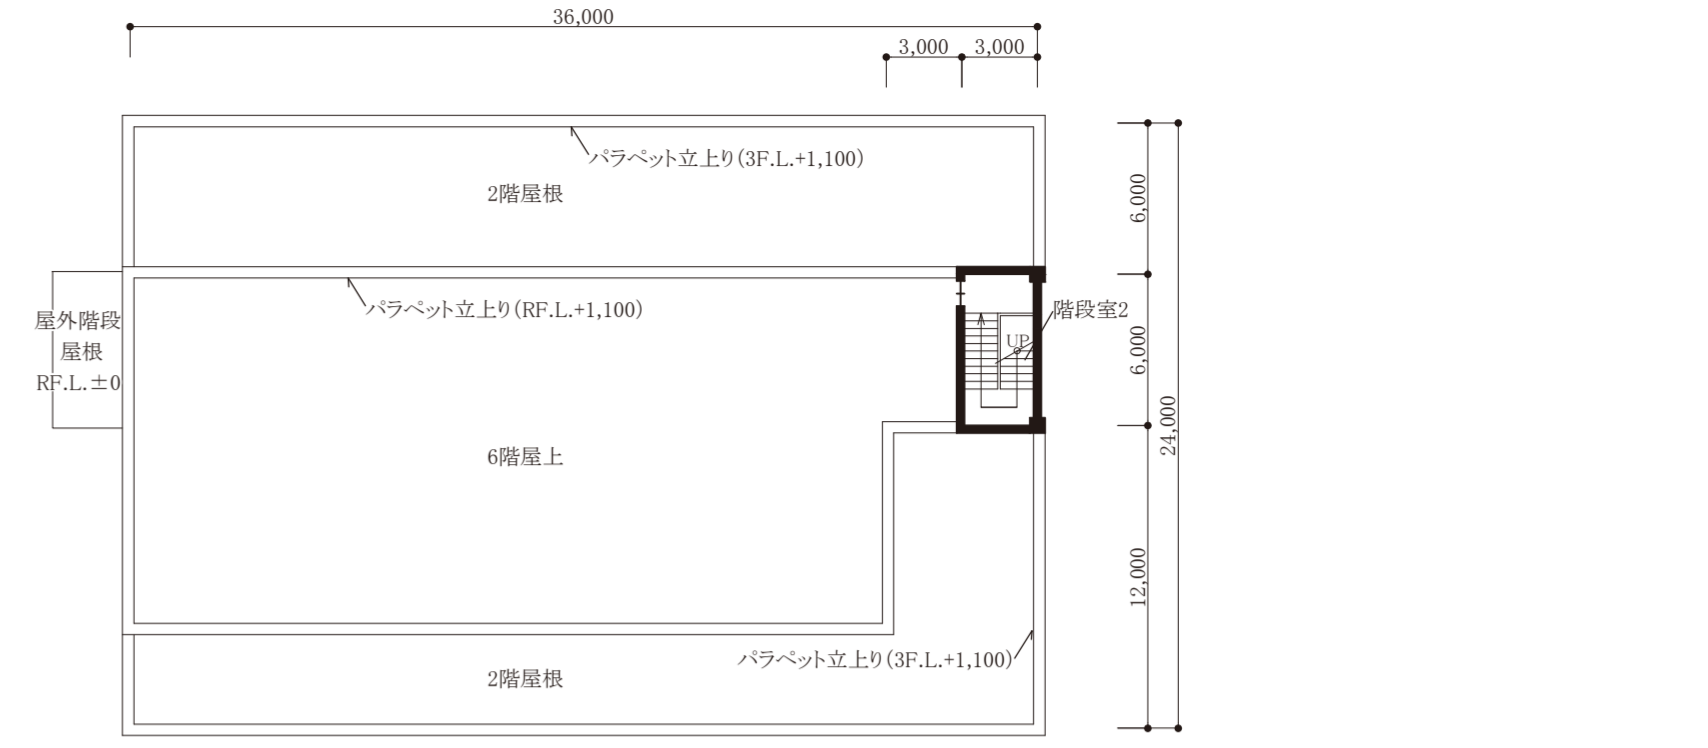 36,000
3,000
3,000
パラペット立上り(3F.L.+1,100)
2階屋根
6,000
パラペット立上り(RF.L.+1,100)
階段室2
屋外階段
屋根
RF.L.±0
UP
6,000
24,000
6階屋上
12,000
パラペット立上り(3F.L.+1,100)
2階屋根